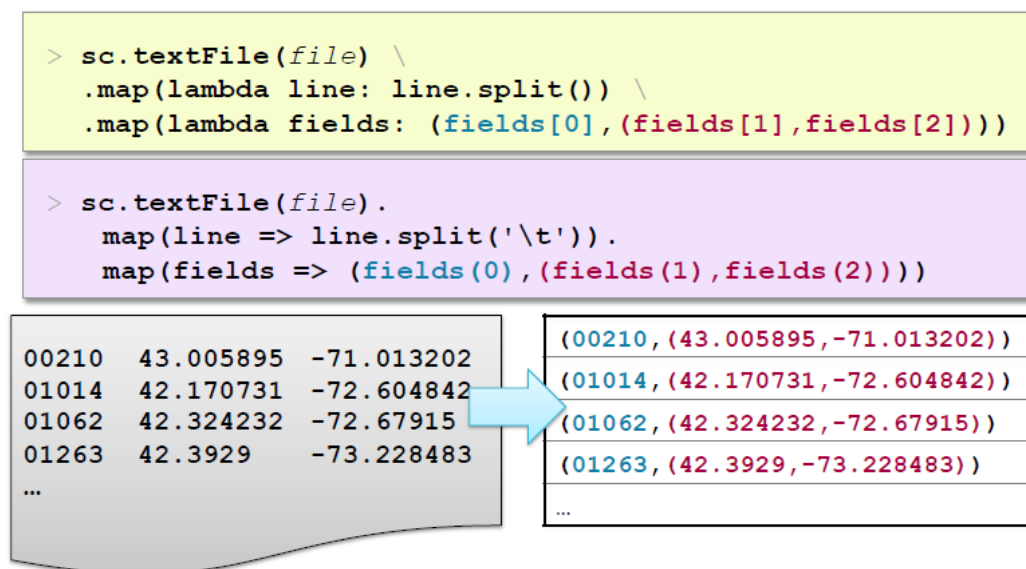 > sc.textFile(file) \
.map(lambda line: line.split()) \
.map(lambda fields: (fields[0],(fields[1],fields[2])))
> sc.textFile(file).
map(line => line.split('\t')).
map(fields => (fields(0),(fields(1),fields(2))))
00210 43.005895 -71.013202
01014 42.170731 -72.604842
01062 42.324232 -72.67915
01263 42.3929 -73.228483
…
(00210,(43.005895,-71.013202))
(01014,(42.170731,-72.604842))
(01062,(42.324232,-72.67915))
(01263,(42.3929,-73.228483))
…